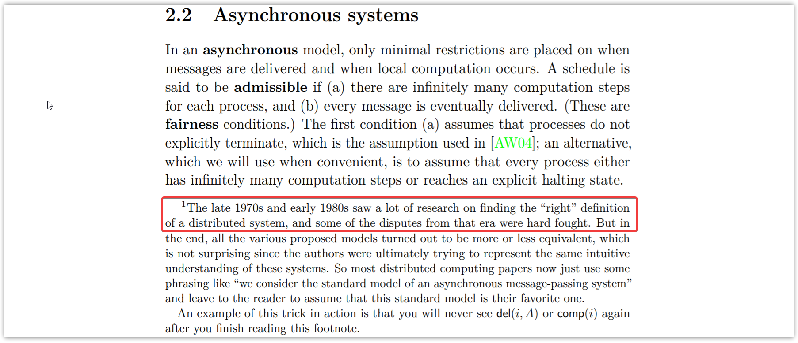 2.2 Asynchronous systems
In an asynchronous model, only minimal restrictions are placed on when
messages are delivered and when local computation occurs. A schedule is
said to be admissible if (a) there are infinitely many computation steps
for each process, and (b) every message is eventually delivered. (These are
fairness conditions.) The first condition (a) assumes that processes do not
explicitly terminate, which is the assumption used in [AW04]; an alternative,
which we will use when convenient, is to assume that every process either
has infinitely many computation steps or reaches an explicit halting state.
¹The late 1970s and early 1980s saw a lot of research on finding the “right” definition
of a distributed system, and some of the disputes from that era were hard fought. But in
the end, all the various proposed models turned out to be more or less equivalent, which
is not surprising since the authors were ultimately trying to represent the same intuitive
understanding of these systems. So most distributed computing papers now just use some
phrasing like “we consider the standard model of an asynchronous message-passing system”
and leave to the reader to assume that this standard model is their favorite one.
An example of this trick in action is that you will never see del(i, A) or comp(i) again
after you finish reading this footnote.